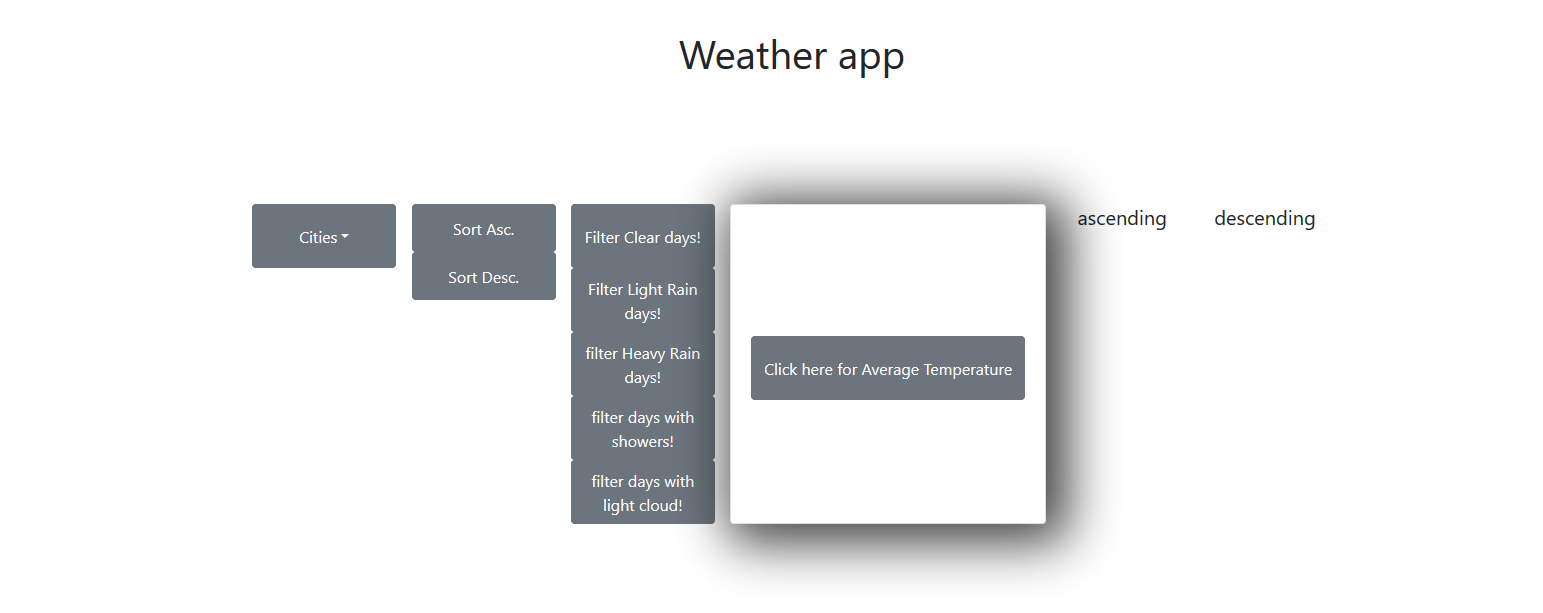 Weather app
Cities
Sort Asc.
Sort Desc.
Filter Clear days!
Filter Light Rain
days!
filter Heavy Rain
days!
filter days with
showers!
filter days with
light cloud!
Click here for Average Temperature
ascending
descending